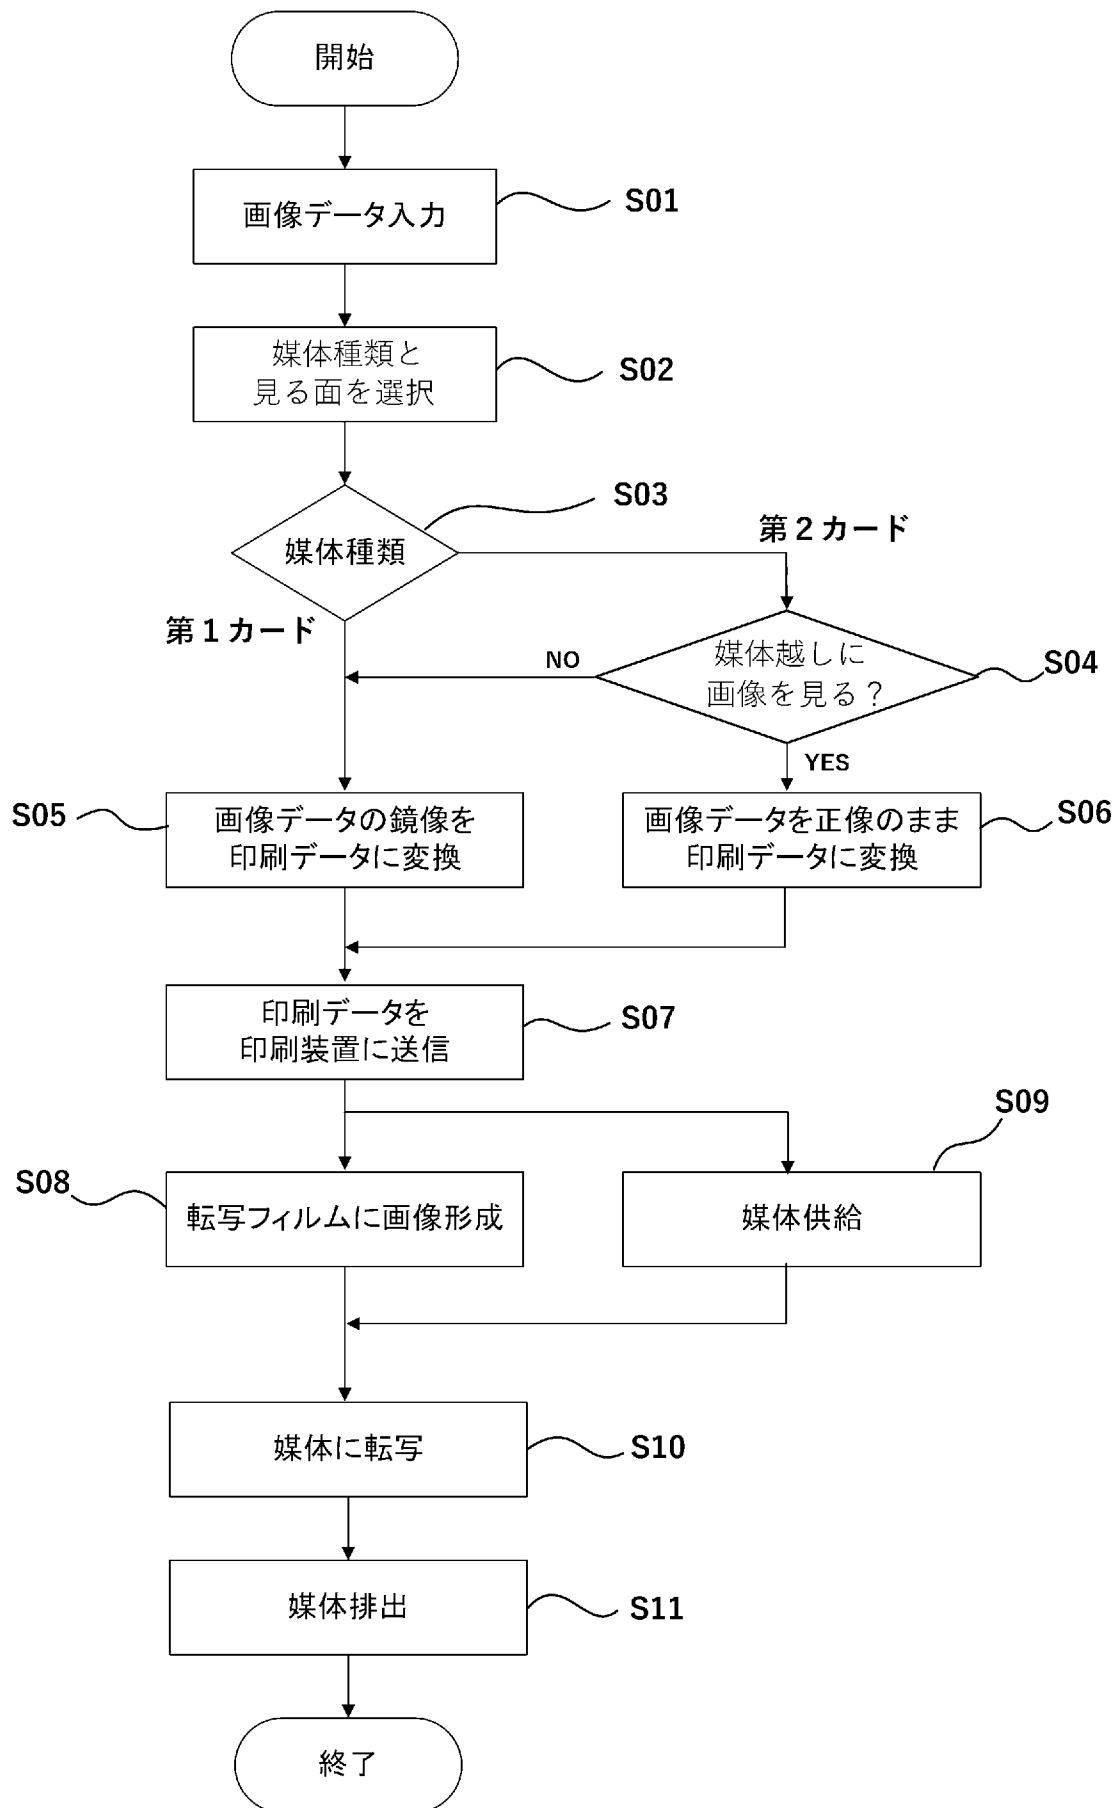 開始
画像データ入力
S01
媒体種類と
見る面を選択
S02
S03
媒体種類
第２カード
第１カード
NO
媒体越しに
画像を見る？
S04
YES
S05
画像データの鏡像を
印刷データに変換
画像データを正像のまま
印刷データに変換
S06
印刷データを
印刷装置に送信
S07
S09
S08
転写フィルムに画像形成
媒体供給
媒体に転写
S10
媒体排出
S11
終了